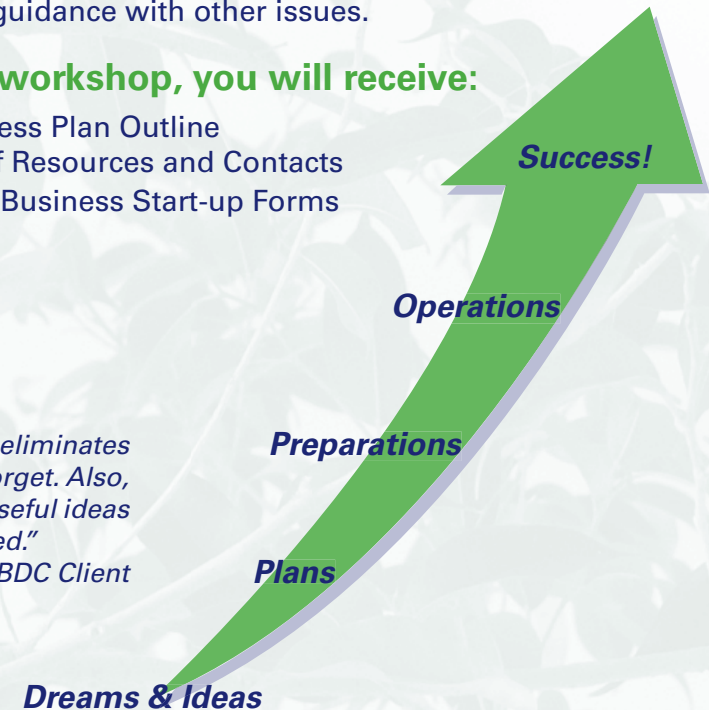 guidance with other issues.
workshop, you will receive:
ess Plan Outline
Resources and Contacts
Business Start-up Forms
Success!
Operations
Preparations
eliminates
orget. Also,
seful ideas
ed.”
BDC Client
Plans
Dreams & Ideas